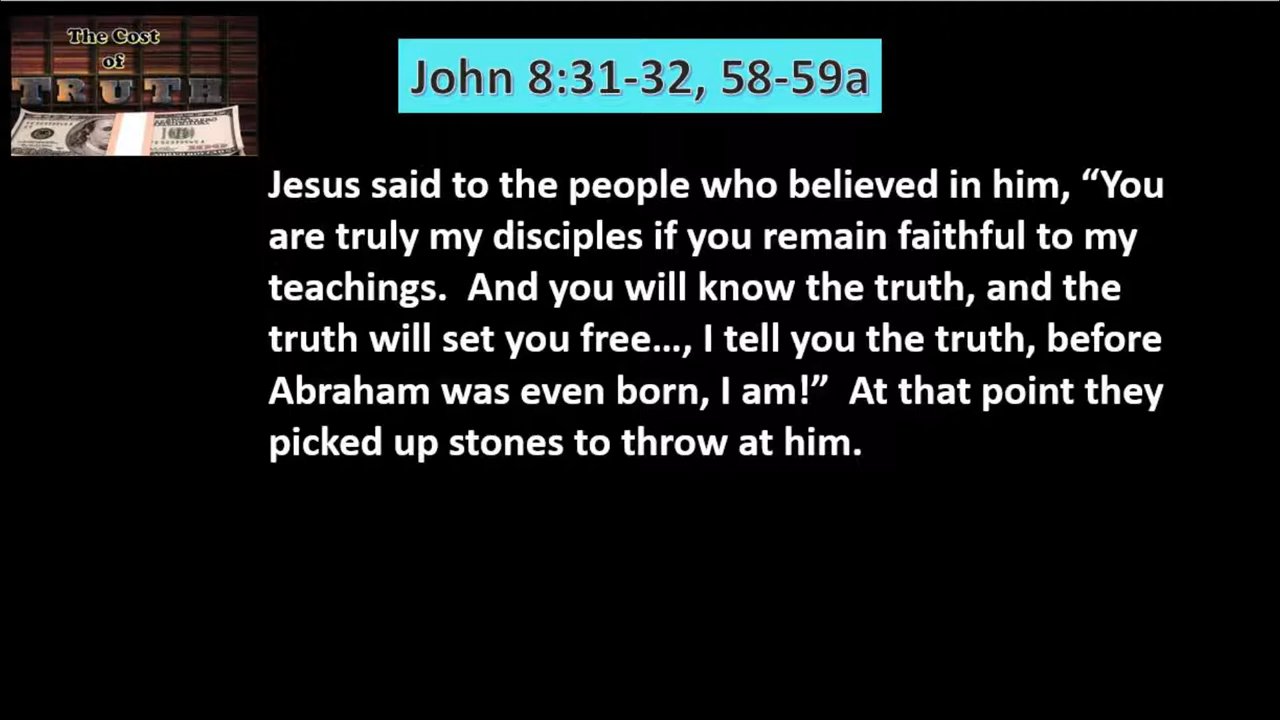 The Cost
of
TRUTH
John 8:31-32, 58-59a
Jesus said to the people who believed in him, “You
are truly my disciples if you remain faithful to my
teachings.  And you will know the truth, and the
truth will set you free…, I tell you the truth, before
Abraham was even born, I am!”  At that point they
picked up stones to throw at him.